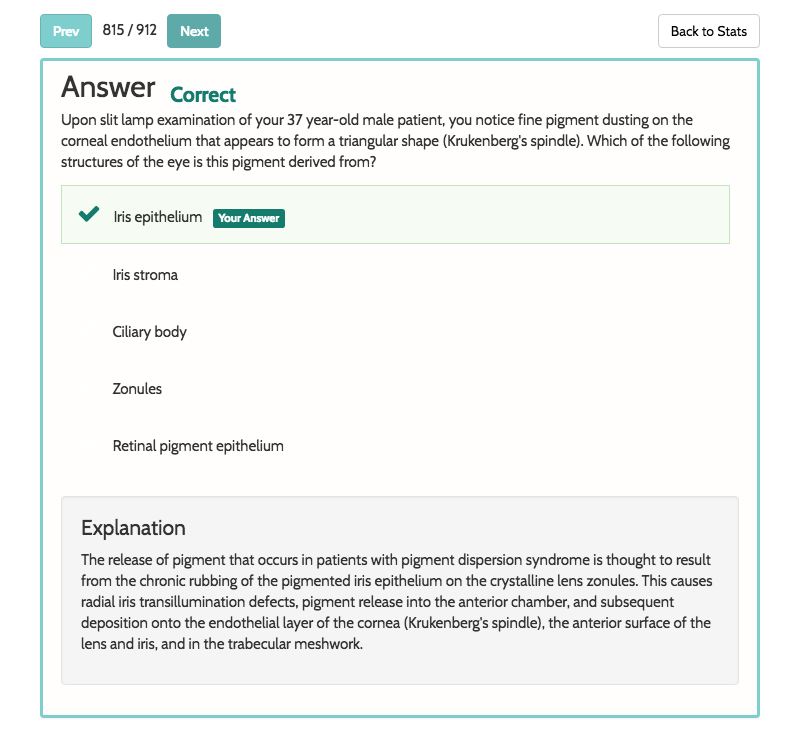 Prev 815 / 912 Next Back to Stats
Answer Correct
Upon slit lamp examination of your 37 year-old male patient, you notice fine pigment dusting on the
corneal endothelium that appears to form a triangular shape (Krukenberg's spindle). Which of the following
structures of the eye is this pigment derived from?
Iris epithelium Your Answer
Iris stroma
Ciliary body
Zonules
Retinal pigment epithelium
Explanation
The release of pigment that occurs in patients with pigment dispersion syndrome is thought to result
from the chronic rubbing of the pigmented iris epithelium on the crystalline lens zonules. This causes
radial iris transillumination defects, pigment release into the anterior chamber, and subsequent
deposition onto the endothelial layer of the cornea (Krukenberg's spindle), the anterior surface of the
lens and iris, and in the trabecular meshwork.